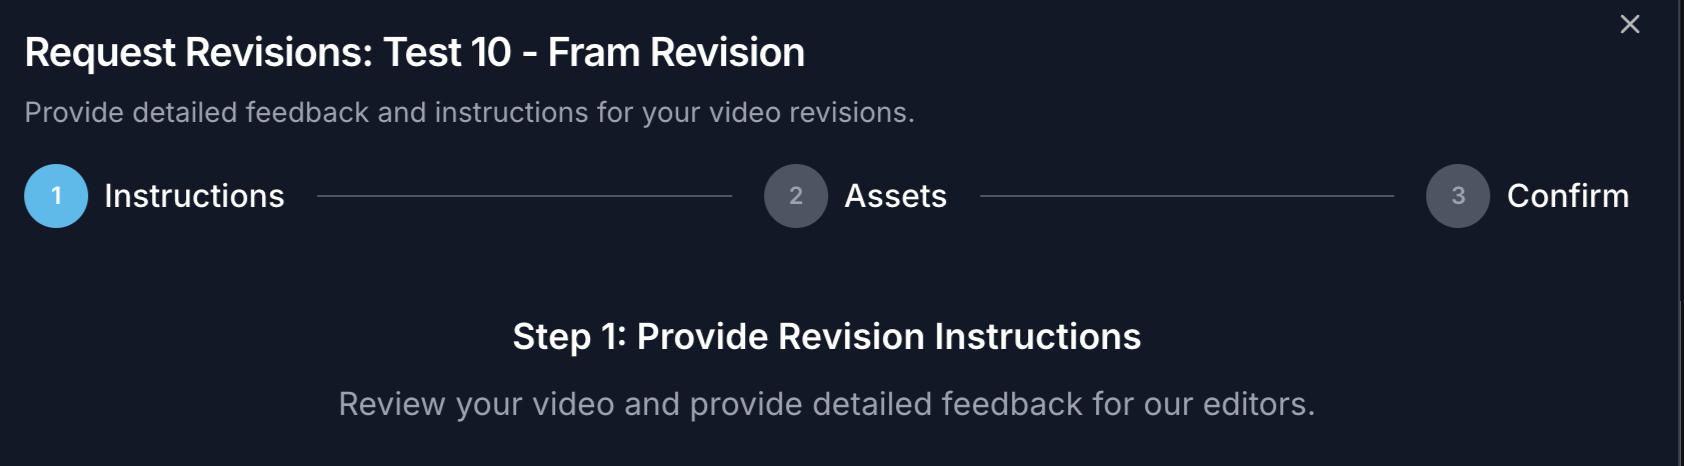 Request Revisions: Test 10 - Fram Revision
Provide detailed feedback and instructions for your video revisions.
1 Instructions 2 Assets 3 Confirm
Step 1: Provide Revision Instructions
Review your video and provide detailed feedback for our editors.